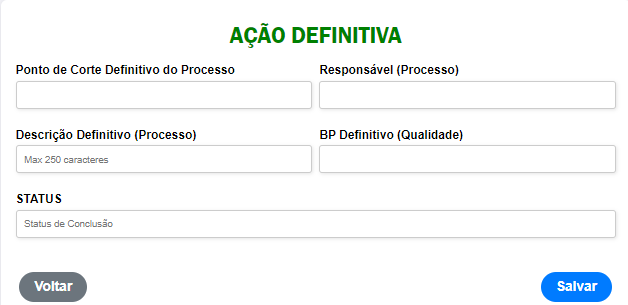 AÇÃO DEFINITIVA
Ponto de Corte Definitivo do Processo
Responsável (Processo)
Descrição Definitivo (Processo)
BP Definitivo (Qualidade)
Max 250 caracteres
STATUS
Status de Conclusão
Voltar
Salvar